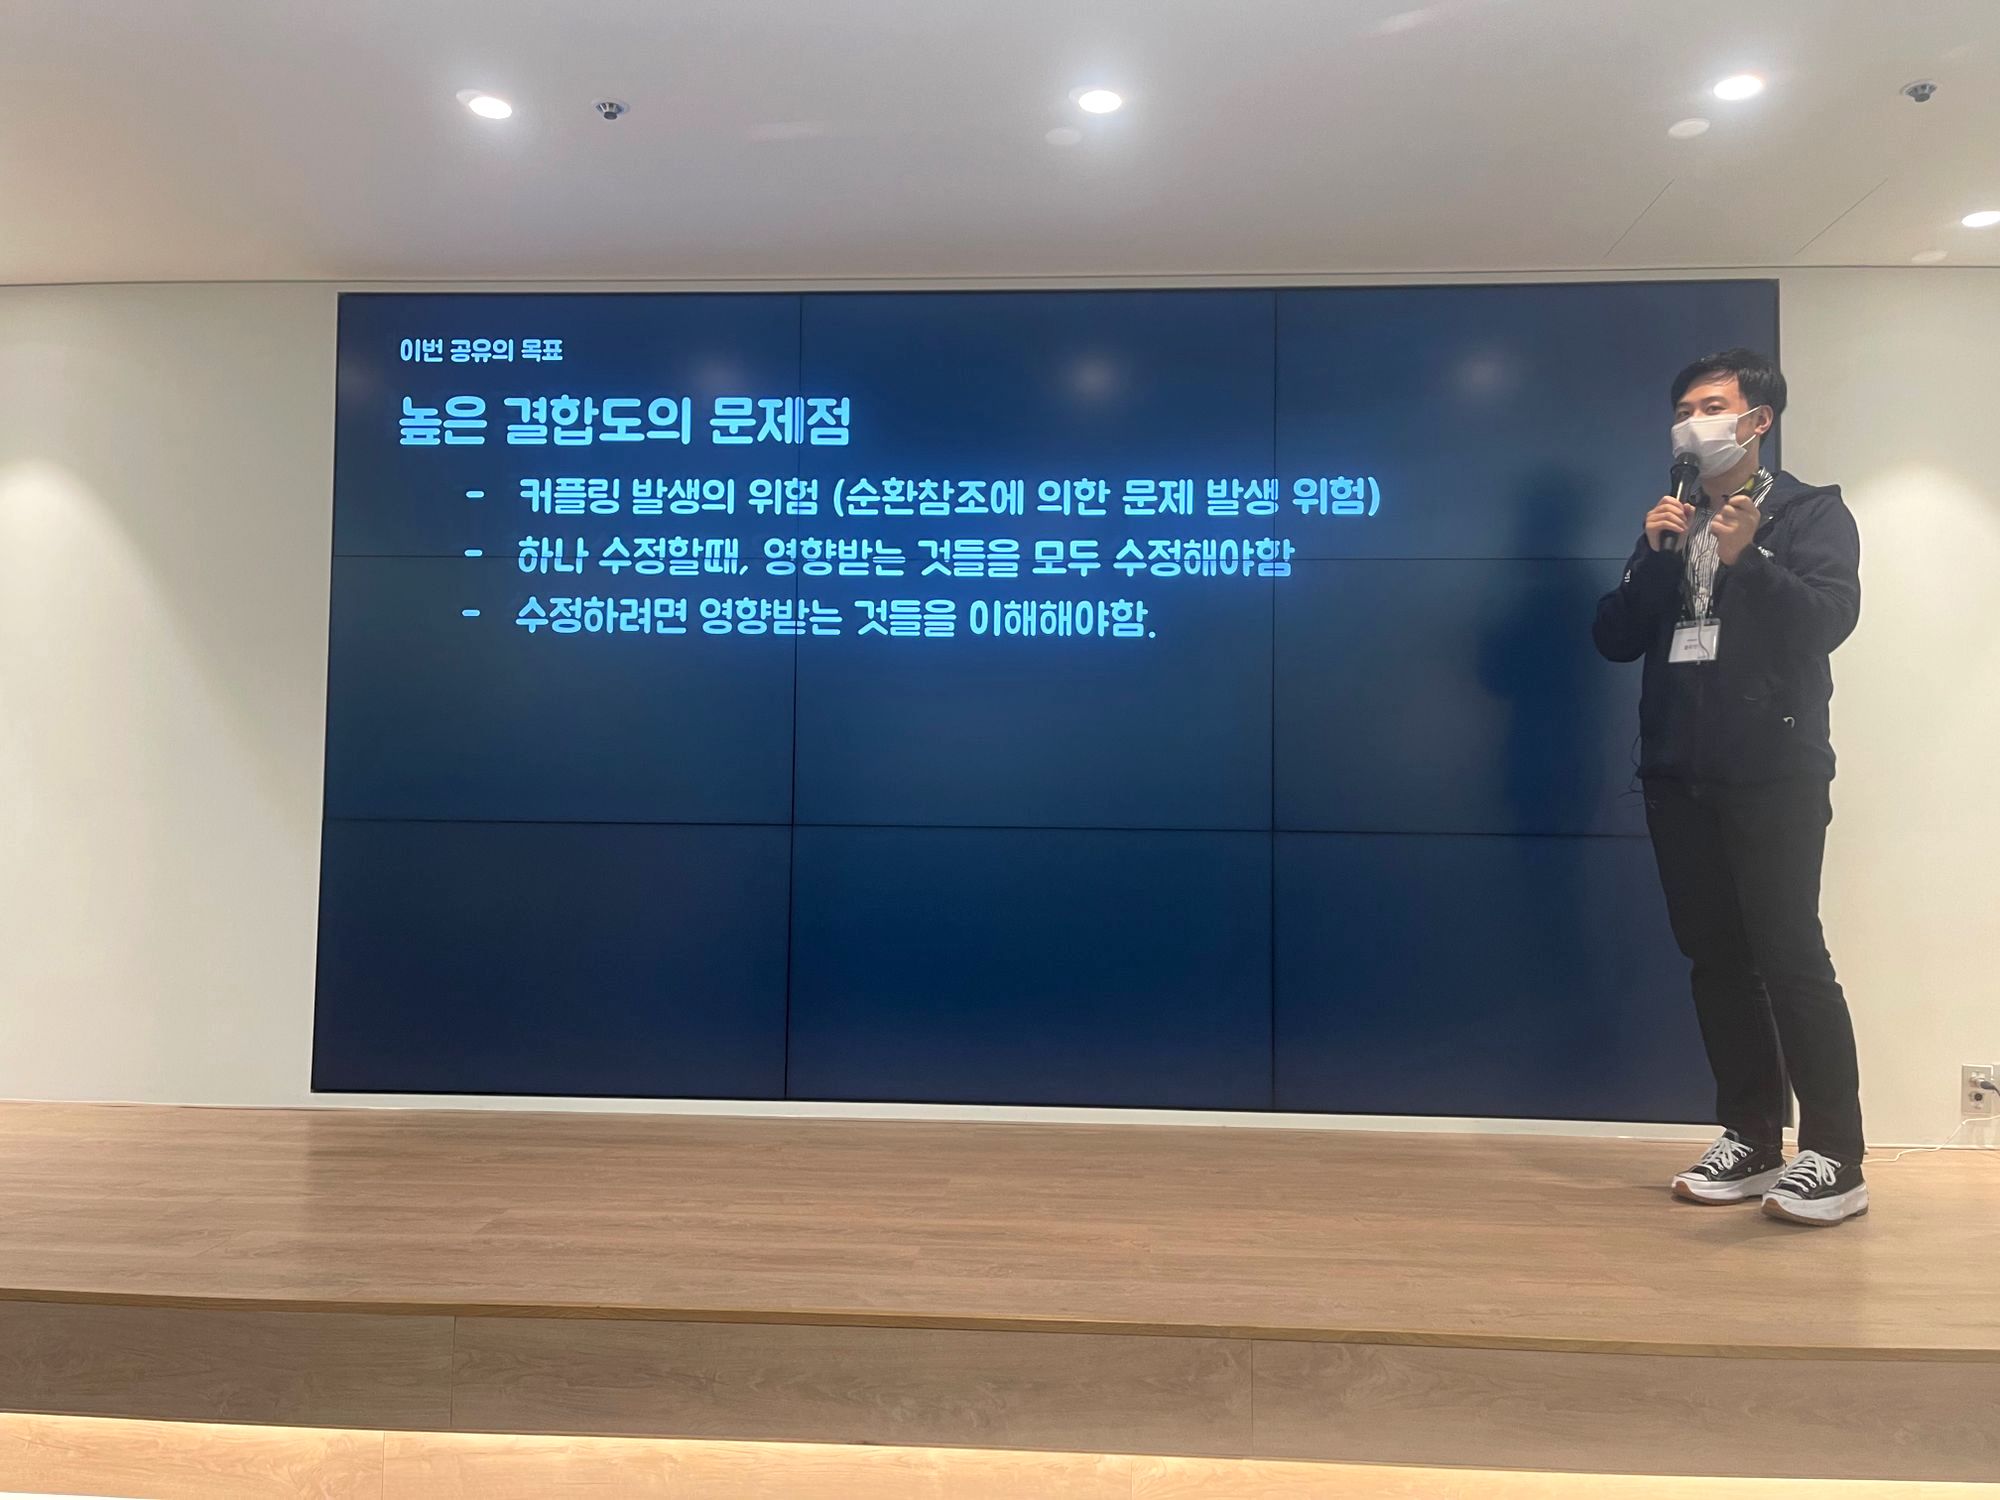 이번 공유의 목표
높은 결합도의 문제점
- 커플링 발생의 위험 (순환참조에 의한 문제 발생 위험)
- 하나 수정할때, 영향받는 것들을 모두 수정해야함
- 수정하려면 영향받는 것들을 이해해야함.